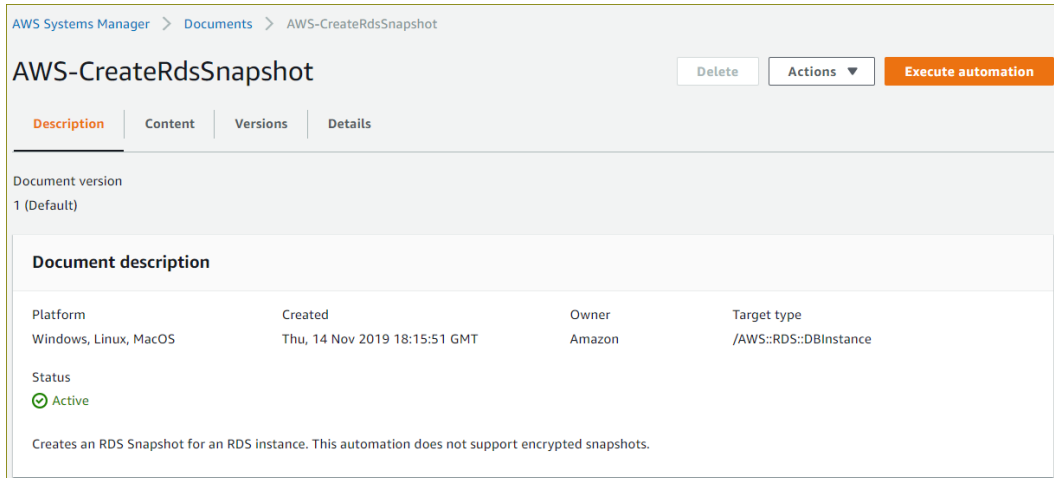 AWS Systems Manager > Documents > AWS-CreateRdsSnapshot
AWS-CreateRdsSnapshot
Delete Actions ▼ Execute automation
Description Content Versions Details
Document version
1 (Default)
Document description
Platform Created Owner Target type
Windows, Linux, MacOS Thu, 14 Nov 2019 18:15:51 GMT Amazon /AWS::RDS::DBInstance
Status
Active
Creates an RDS Snapshot for an RDS instance. This automation does not support encrypted snapshots.